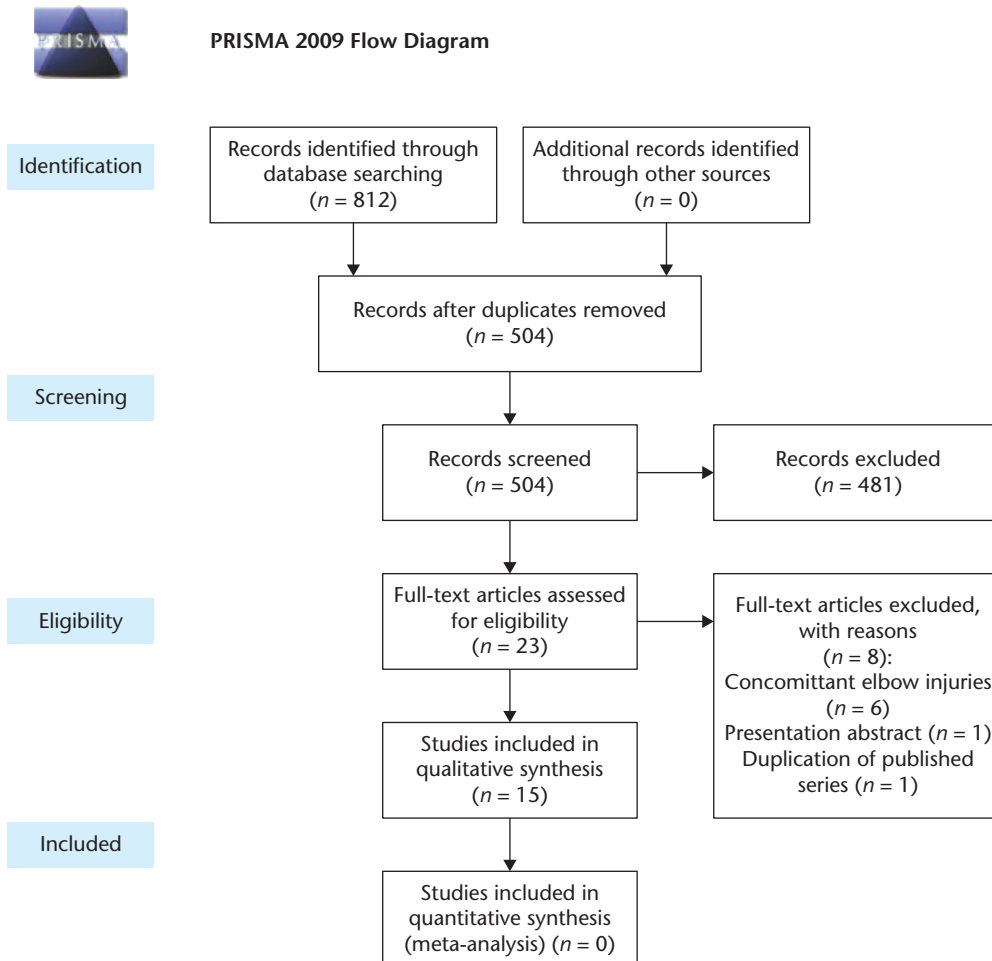 PRISMA
PRISMA 2009 Flow Diagram
Identification
Records identified through
database searching
(n = 812)
Additional records identified
through other sources
(n = 0)
Records after duplicates removed
(n = 504)
Screening
Records screened
(n = 504)
Records excluded
(n = 481)
Eligibility
Full-text articles assessed
for eligibility
(n = 23)
Full-text articles excluded,
with reasons
(n = 8):
Concomittant elbow injuries
(n = 6)
Presentation abstract (n = 1)
Duplication of published
series (n = 1)
Studies included in
qualitative synthesis
(n = 15)
Included
Studies included in
quantitative synthesis
(meta-analysis) (n = 0)